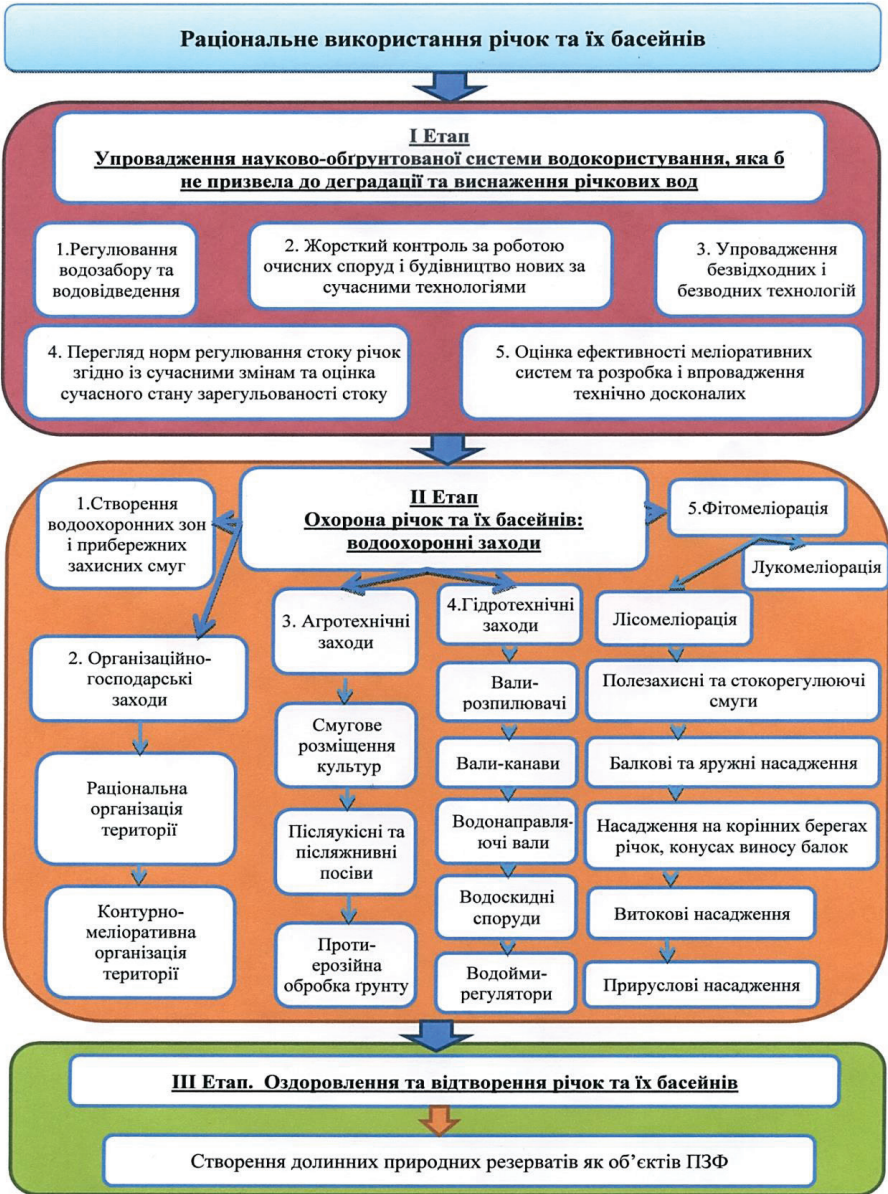 Раціональне використання річок та їх басейнів
І Етап
Упровадження науково-обґрунтованої системи водокористування, яка б
не призвела до деградації та виснаження річкових вод
1.Регулювання
водозабору та
водовідведення
2. Жорсткий контроль за роботою
очисних споруд і будівництво нових за
сучасними технологіями
3. Упровадження
безвідходних і
безводних технологій
4. Перегляд норм регулювання стоку річок
згідно із сучасними змінам та оцінка
сучасного стану зарегульованості стоку
5. Оцінка ефективності меліоративних
систем та розробка і впровадження
технічно досконалих
ІІ Етап
Охорона річок та їх басейнів:
водоохоронні заходи
1.Створення
водоохоронних зон
і прибережних
захисних смуг
2. Організаційно-
господарські
заходи
Раціональна
організація
території
Контурно-
меліоративна
організація
території
3. Агротехнічні
заходи
Смугове
розміщення
культур
Післяукісні та
післяжнивні
посіви
Проти-
ерозійна
обробка ґрунту
4.Гідротехнічні
заходи
Вали-
розпилювачі
Вали-канави
Водонаправля-
ючі вали
Водоскидні
споруди
Водойми-
регулятори
5.Фітомеліорація
Лукомеліорація
Лісомеліорація
Полезахисні та стокорегулюючі
смуги
Балкові та яружні насадження
Насадження на корінних берегах
річок, конусах виносу балок
Витокові насадження
Прируслові насадження
ІІІ Етап. Оздоровлення та відтворення річок та їх басейнів
Створення долинних природних резерватів як об’єктів ПЗФ